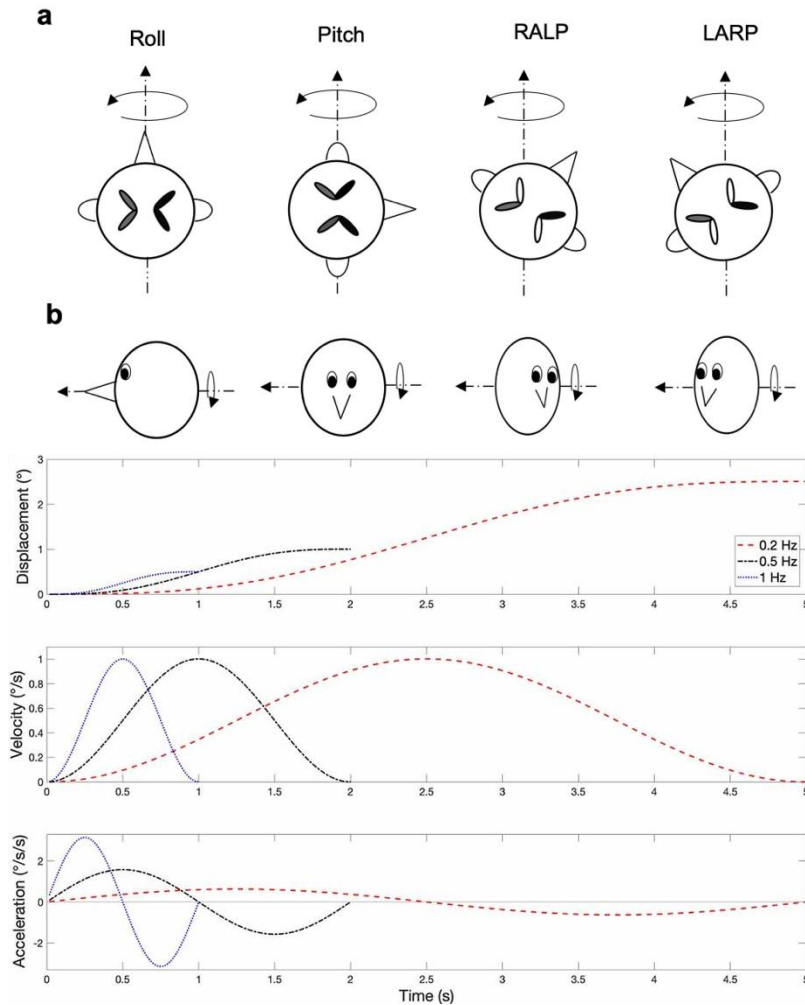 a
Roll Pitch RALP LARP
b
3
2
1
0
Displacement (°)
0.2 Hz
0.5 Hz
1 Hz
0 0.5 1 1.5 2 2.5 3 3.5 4 4.5 5
1
0.8
0.6
0.4
0.2
0
Velocity (°/s)
0 0.5 1 1.5 2 2.5 3 3.5 4 4.5 5
2
0
-2
Acceleration (°/s/s)
0 0.5 1 1.5 2 2.5 3 3.5 4 4.5 5
Time (s)